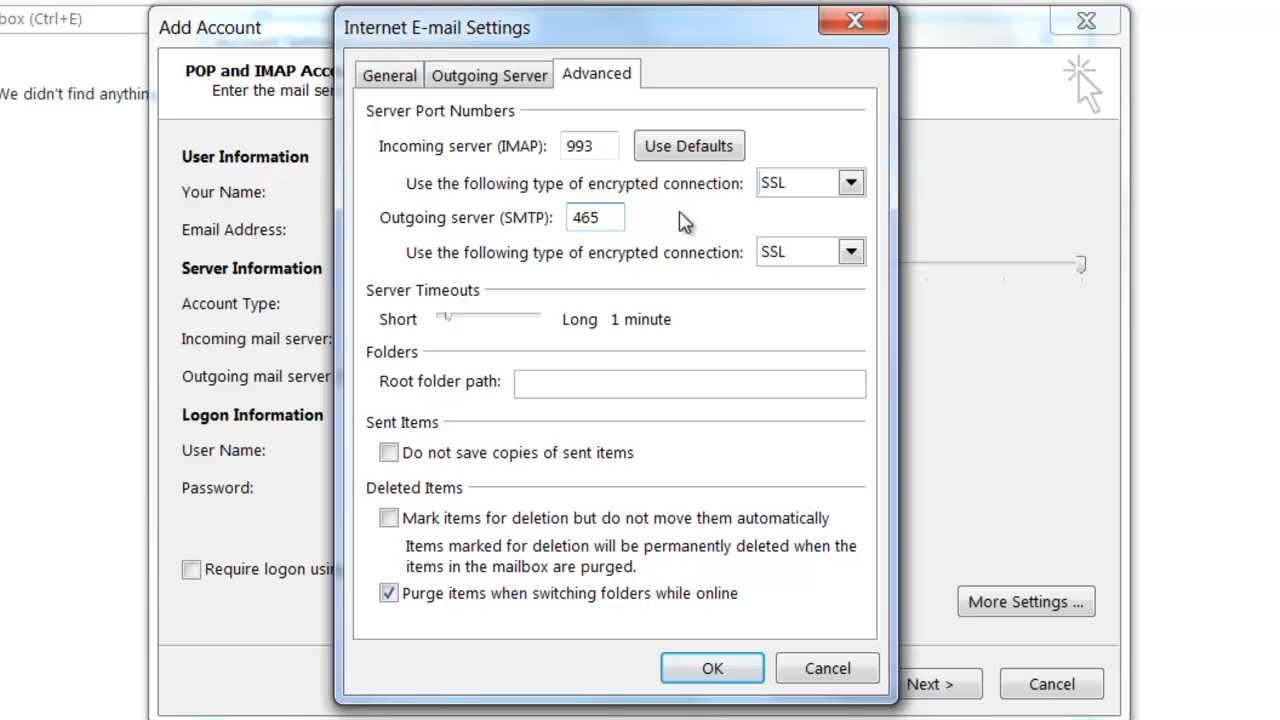 box (Ctrl+E)
We didn't find anythin
Add Account
POP and IMAP Acc
Enter the mail ser
User Information
Your Name:
Email Address:
Server Information
Account Type:
Incoming mail server:
Outgoing mail server
Logon Information
User Name:
Password:
Require logon usin
More Settings ...
Next >
Cancel
Internet E-mail Settings
General
Outgoing Server
Advanced
Server Port Numbers
Incoming server (IMAP): 993 Use Defaults
Use the following type of encrypted connection: SSL
Outgoing server (SMTP): 465
Use the following type of encrypted connection: SSL
Server Timeouts
Short Long 1 minute
Folders
Root folder path:
Sent Items
Do not save copies of sent items
Deleted Items
Mark items for deletion but do not move them automatically
Items marked for deletion will be permanently deleted when the
items in the mailbox are purged.
Purge items when switching folders while online
OK
Cancel